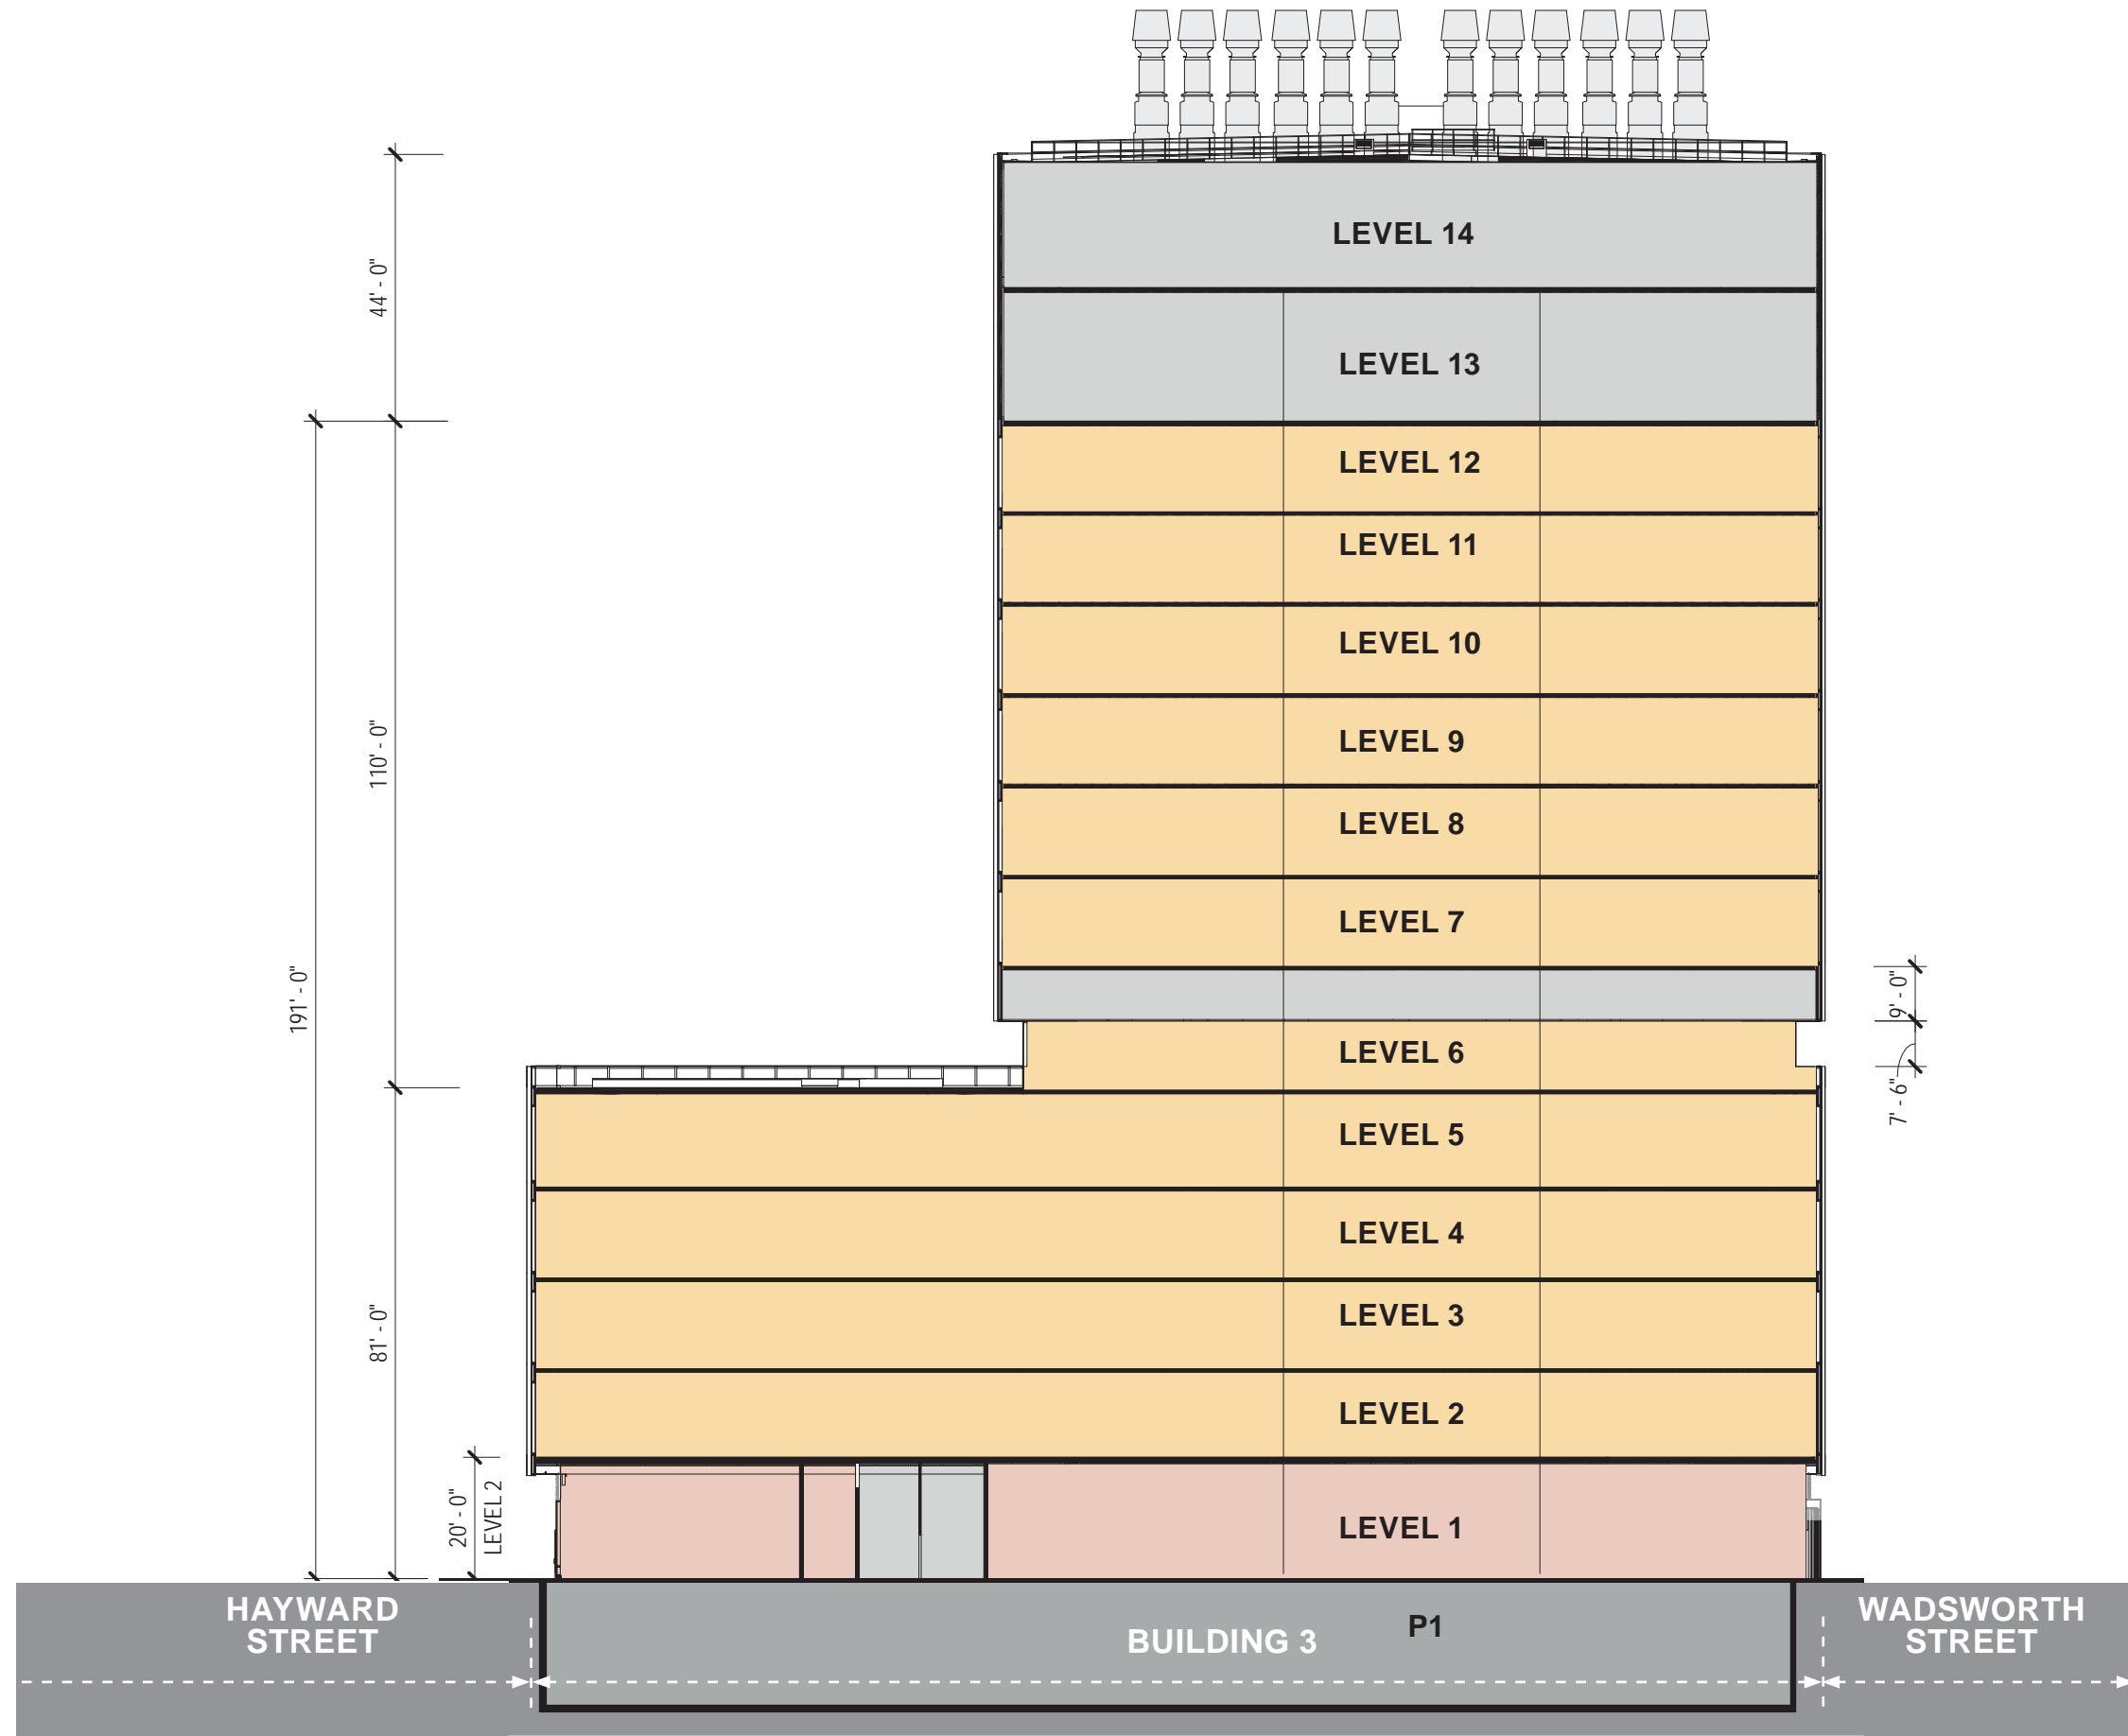 LEVEL 14
44' - 0"
LEVEL 13
LEVEL 12
LEVEL 11
LEVEL 10
LEVEL 9
110' - 0"
LEVEL 8
LEVEL 7
191' - 0"
9' - 0"
LEVEL 6
7' - 6"
LEVEL 5
LEVEL 4
LEVEL 3
81' - 0"
LEVEL 2
20' - 0"
LEVEL 2
LEVEL 1
HAYWARD
STREET
BUILDING 3
P1
WADSWORTH
STREET